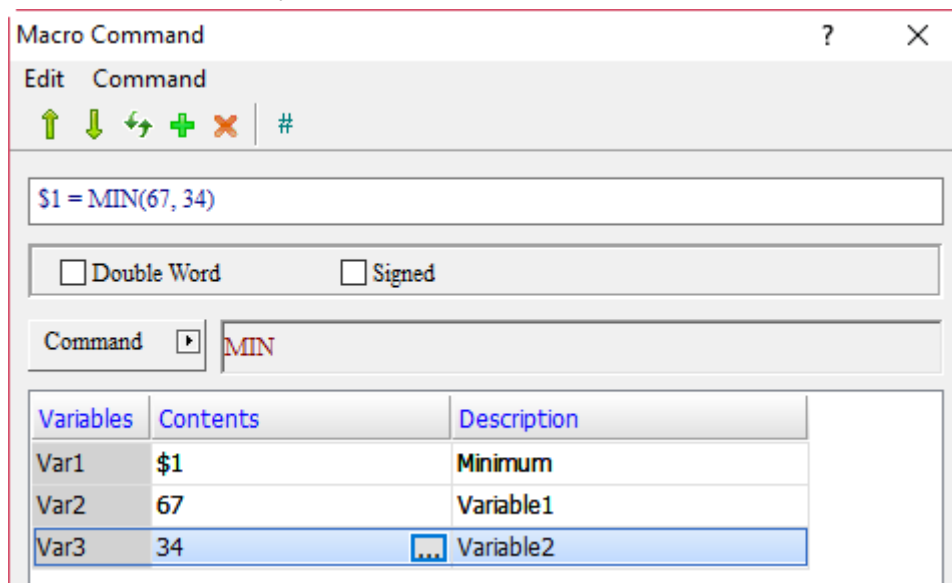 Macro Command ?
Edit Command
#
$1 = MIN(67, 34)
Double Word Signed
Command MIN
Variables Contents Description
Var1 $1 Minimum
Var2 67 Variable1
Var3 34 ... Variable2